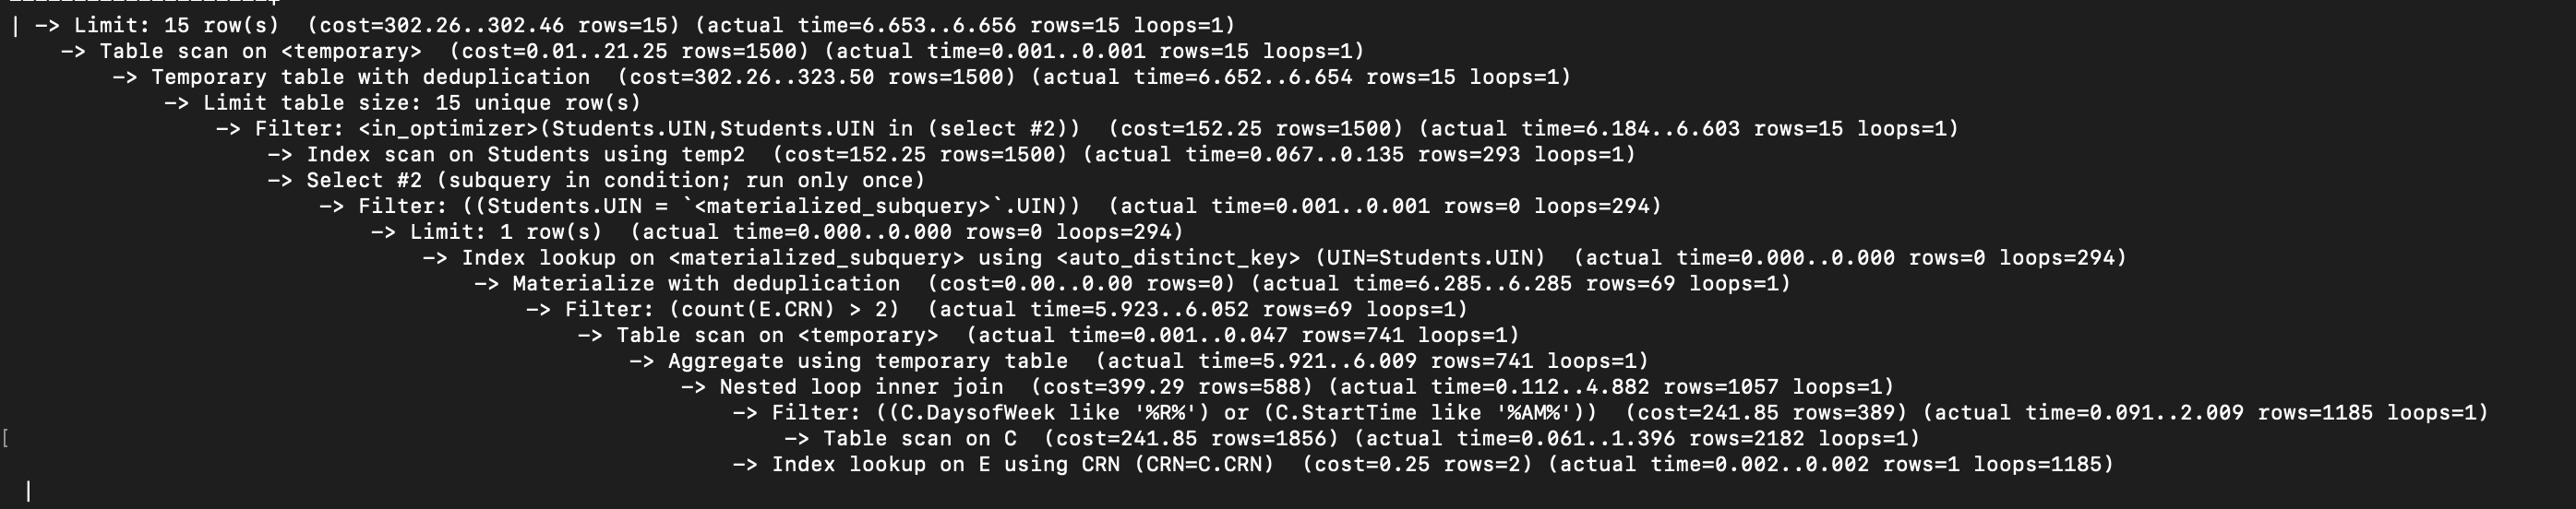 | -> Limit: 15 row(s)  (cost=302.26..302.46 rows=15) (actual time=6.653..6.656 rows=15 loops=1)
-> Table scan on <temporary>  (cost=0.01..21.25 rows=1500) (actual time=0.001..0.001 rows=15 loops=1)
-> Temporary table with deduplication  (cost=302.26..323.50 rows=1500) (actual time=6.652..6.654 rows=15 loops=1)
-> Limit table size: 15 unique row(s)
-> Filter: <in_optimizer>(Students.UIN,Students.UIN in (select #2))  (cost=152.25 rows=1500) (actual time=6.184..6.603 rows=15 loops=1)
-> Index scan on Students using temp2  (cost=152.25 rows=1500) (actual time=0.067..0.135 rows=293 loops=1)
-> Select #2 (subquery in condition; run only once)
-> Filter: ((Students.UIN = `<materialized_subquery>`.UIN))  (actual time=0.001..0.001 rows=0 loops=294)
-> Limit: 1 row(s)  (actual time=0.000..0.000 rows=0 loops=294)
-> Index lookup on <materialized_subquery> using <auto_distinct_key> (UIN=Students.UIN)  (actual time=0.000..0.000 rows=0 loops=294)
-> Materialize with deduplication  (cost=0.00..0.00 rows=0) (actual time=6.285..6.285 rows=69 loops=1)
-> Filter: (count(E.CRN) > 2)  (actual time=5.923..6.052 rows=69 loops=1)
-> Table scan on <temporary>  (actual time=0.001..0.047 rows=741 loops=1)
-> Aggregate using temporary table  (actual time=5.921..6.009 rows=741 loops=1)
-> Nested loop inner join  (cost=399.29 rows=588) (actual time=0.112..4.882 rows=1057 loops=1)
-> Filter: ((C.DaysofWeek like '%R%') or (C.StartTime like '%AM%'))  (cost=241.85 rows=389) (actual time=0.091..2.009 rows=1185 loops=1)
[ -> Table scan on C  (cost=241.85 rows=1856) (actual time=0.061..1.396 rows=2182 loops=1)
-> Index lookup on E using CRN (CRN=C.CRN)  (cost=0.25 rows=2) (actual time=0.002..0.002 rows=1 loops=1185)
|